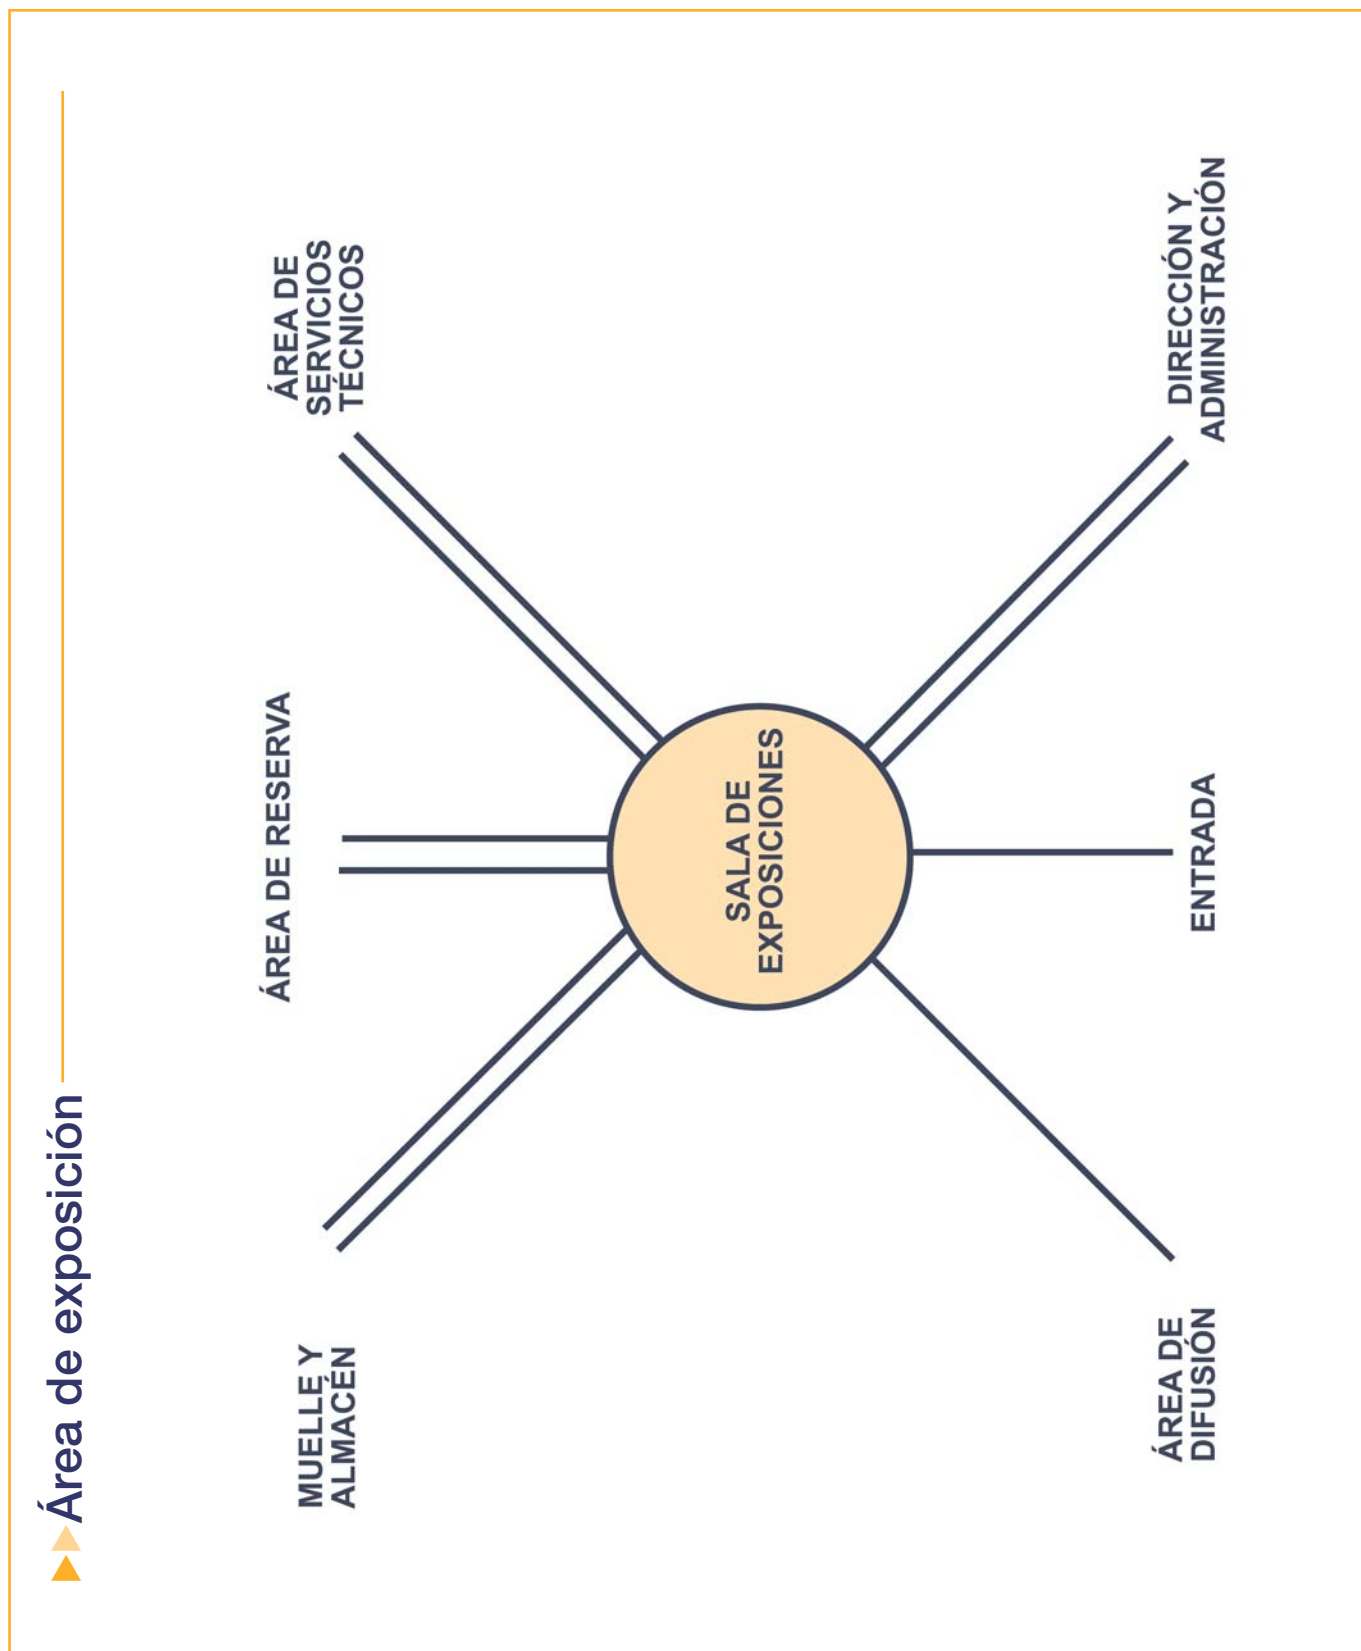 Área de exposición
MUELLE Y
ALMACÉN
ÁREA DE RESERVA
ÁREA DE
SERVICIOS
TÉCNICOS
SALA DE
EXPOSICIONES
ÁREA DE
DIFUSIÓN
ENTRADA
DIRECCIÓN Y
ADMINISTRACIÓN